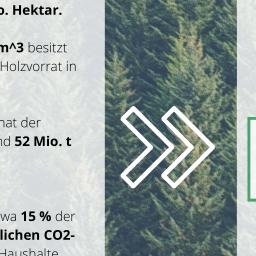 o. Hektar.
m^3 besitzt
Holzvorrat in
hat der
nd 52 Mio. t
wa 15 % der
lichen CO2-
Haushalte